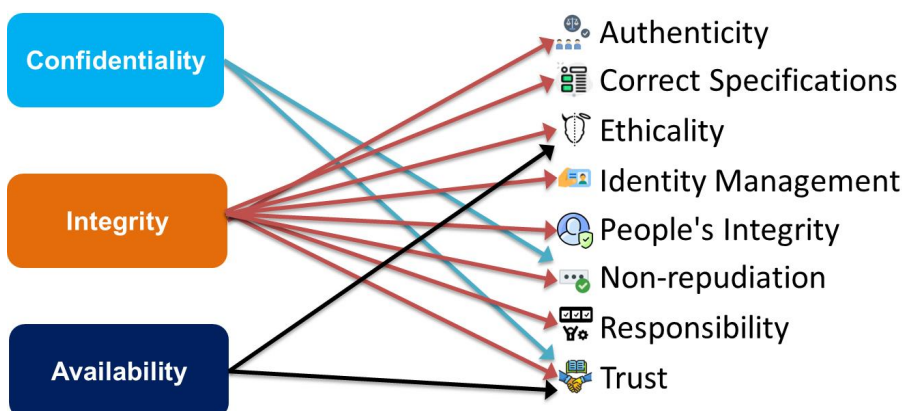 Confidentiality
Integrity
Availability
Authenticity
Correct Specifications
Ethicality
Identity Management
People's Integrity
Non-repudiation
Responsibility
Trust